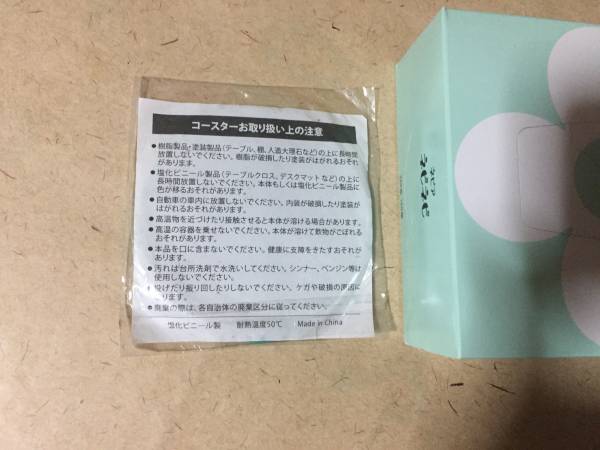 コースターお取り扱い上の注意
●樹脂製品・塗装製品(テーブル、棚、人造大理石など)の上に長時間
放置しないでください。樹脂が破損したり塗装がはがれるおそれ
があります。
●塩化ビニール製品(テーブルクロス、デスクマットなど)の上に
長時間放置しないでください。本体もしくは塩化ビニール製品に
色が移るおそれがあります。
●自動車の車内に放置しないでください。内装が破損したり塗装が
はがれるおそれがあります。
●高温物を近づけたり接触させると本体が溶ける場合があります。
●高温の容器を乗せないでください。本体が溶けて飲物がこぼれる
おそれがあります。
●本品を口に含まないでください。健康に支障をきたすおそれが
あります。
●汚れは台所洗剤で水洗いしてください。シンナー、ベンジン等は
使用しないでください。
●投げたり振り回したりしないでください。ケガや破損の原因に
なります。
●廃棄の際は、各自治体の廃棄区分に従ってください。
塩化ビニール製 耐熱温度50℃ Made in China